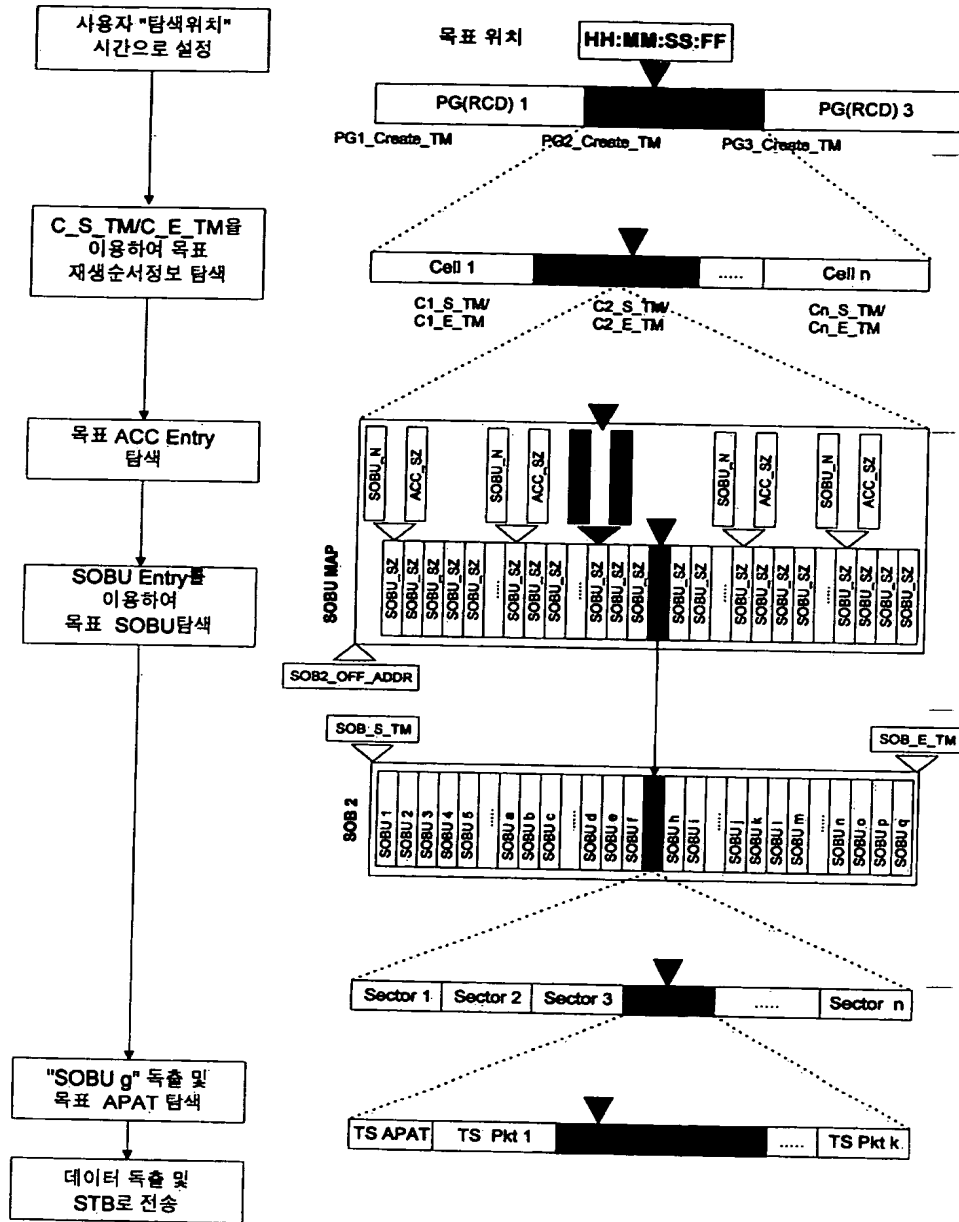 사용자 "탐색위치"
시간으로 설정
C_S_TM/C_E_TM을
이용하여 목표
재생순서정보 탐색
목표 ACC Entry
탐색
SOBU Entry를
이용하여
목표 SOBU탐색
"SOBU g" 독출 및
목표 APAT 탐색
데이터 독출 및
STB로 전송
목표 위치
HH:MM:SS:FF
PG(RCD) 1
PG(RCD) 3
PG1_Create_TM
PG2_Create_TM
PG3_Create_TM
Cell 1
.....
Cell n
C1_S_TM/
C1_E_TM
C2_S_TM/
C2_E_TM
Cn_S_TM/
Cn_E_TM
SOBU_N
ACC_SZ
SOBU_N
ACC_SZ
SOBU_N
ACC_SZ
SOBU_N
ACC_SZ
SOBU MAP
SOBU_SZ
SOBU_SZ
SOBU_SZ
SOBU_SZ
SOBU_SZ
.....
SOBU_SZ
SOBU_SZ
SOBU_SZ
.....
SOBU_SZ
SOBU_SZ
SOBU_SZ
SOBU_SZ
SOBU_SZ
.....
SOBU_SZ
SOBU_SZ
SOBU_SZ
SOBU_SZ
.....
SOBU_SZ
SOBU_SZ
SOBU_SZ
SOBU_SZ
SOB2_OFF_ADDR
SOB_S_TM
SOB_E_TM
SOB 2
SOBU 1
SOBU 2
SOBU 3
SOBU 4
SOBU 5
.....
SOBU a
SOBU b
SOBU c
.....
SOBU d
SOBU e
SOBU f
SOBU h
SOBU i
.....
SOBU j
SOBU k
SOBU l
SOBU m
.....
SOBU n
SOBU o
SOBU p
SOBU q
Sector 1
Sector 2
Sector 3
.....
Sector n
TS APAT
TS Pkt 1
.....
TS Pkt k